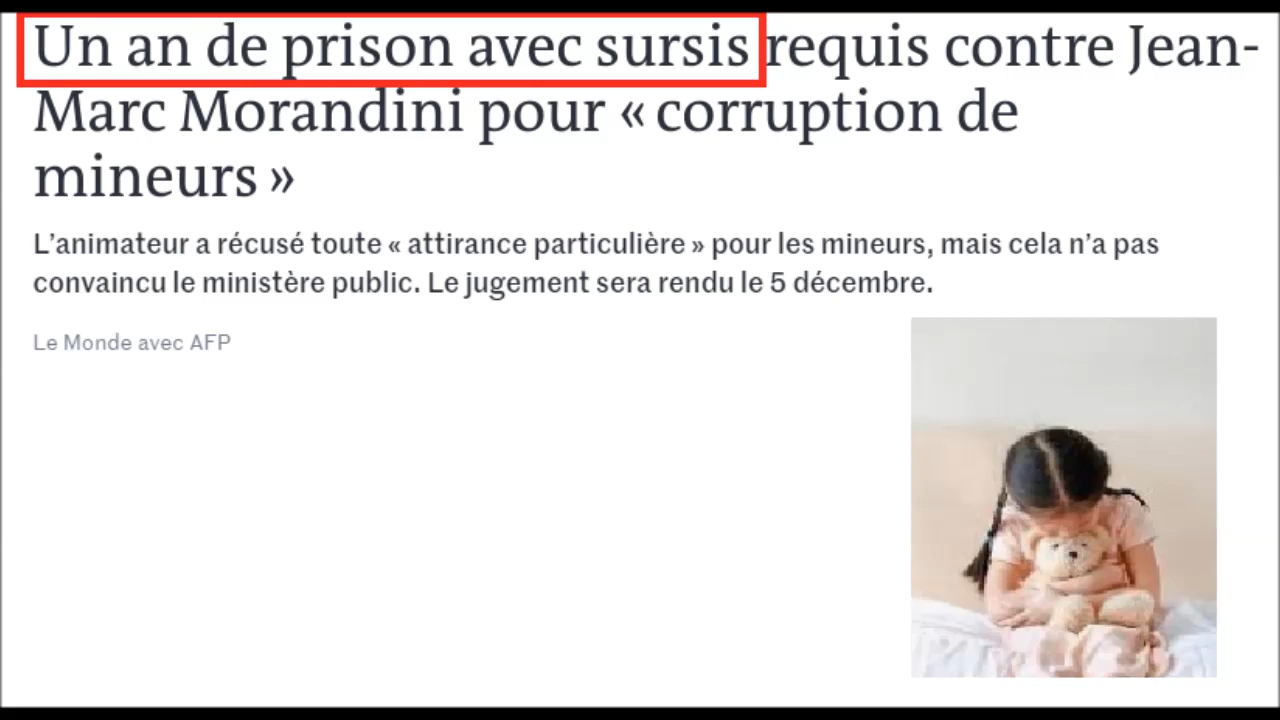 Un an de prison avec sursis requis contre Jean-
Marc Morandini pour « corruption de
mineurs »
L’animateur a récusé toute « attirance particulière » pour les mineurs, mais cela n’a pas
convaincu le ministère public. Le jugement sera rendu le 5 décembre.
Le Monde avec AFP